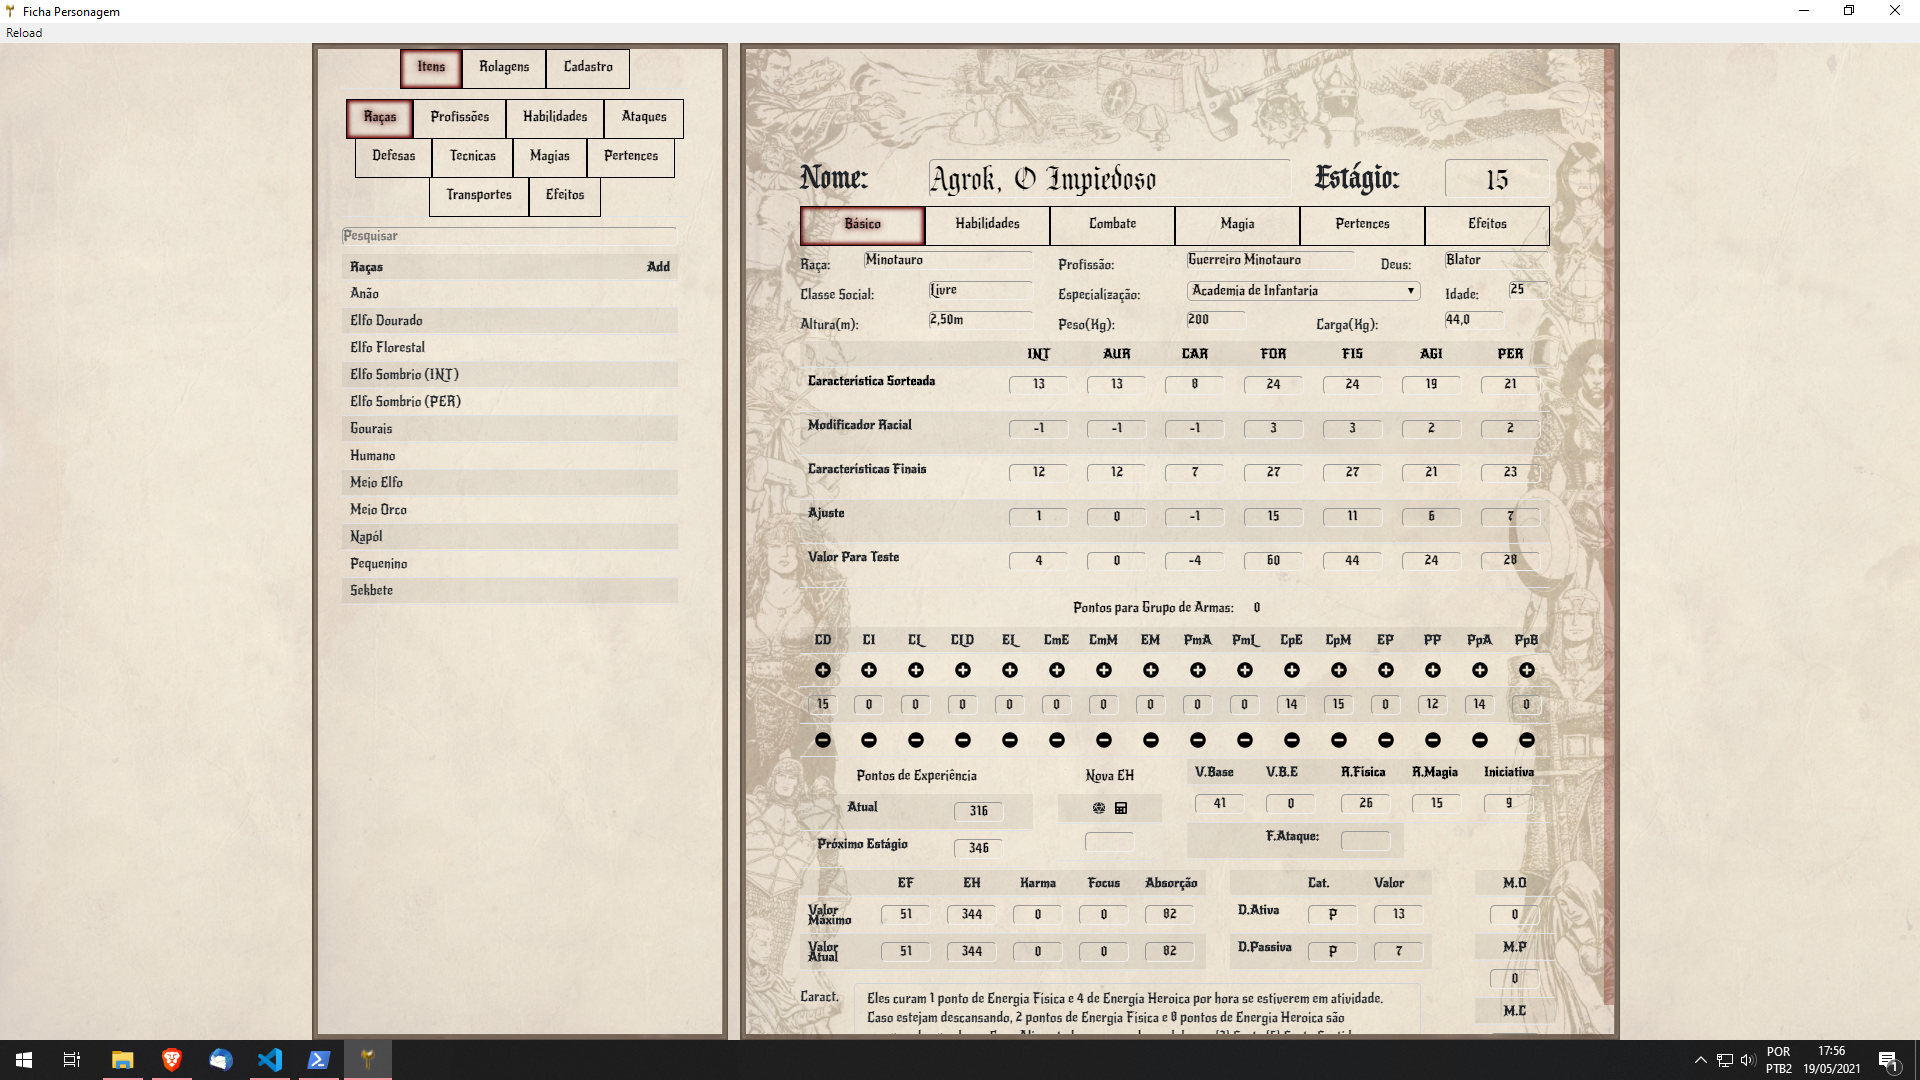 Ficha Personagem
Reload
Itens Rolagens Cadastro
Raças Profissões Habilidades Ataques
Defesas Tecnicas Magias Pertences
Transportes Efeitos
Pesquisar
Raças Add
Anão
Elfo Dourado
Elfo Florestal
Elfo Sombrio (INT)
Elfo Sombrio (PER)
Gourais
Humano
Meio Elfo
Meio Orco
Napól
Pequenino
Sekbete
Nome: Agrok, O Impiedoso Estágio: 15
Básico Habilidades Combate Magia Pertences Efeitos
Raça: Minotauro Profissão: Guerreiro Minotauro Deus: Blator
Classe Social: Livre Especialização: Academia de Infantaria Idade: 25
Altura(m): 2,50m Peso(Kg): 200 Carga(Kg): 44,0
INT AUR CAR FOR FIS AGI PER
Característica Sorteada 13 13 8 24 24 19 21
Modificador Racial -1 -1 -1 3 3 2 2
Características Finais 12 12 7 27 27 21 23
Ajuste 1 0 -1 15 11 6 7
Valor Para Teste 4 0 -4 60 44 24 28
Pontos para Grupo de Armas: 0
CD CI CL CLD EL CmE CmM EM PmA PmL CpE CpM EP PP PpA PpB
15 0 0 0 0 0 0 0 0 0 14 15 0 12 14 0
Pontos de Experiência Nova EH V.Base V.B.E R.Física R.Magia Iniciativa
Atual 316 41 0 26 15 9
Próximo Estágio 346 F.Ataque:
EF EH Karma Focus Absorção Cat. Valor M.O
Valor Máximo 51 344 0 0 82 D.Ativa P 13 0
Valor Atual 51 344 0 0 82 D.Passiva P 7 M.P
0
M.C
Caract. Eles curam 1 ponto de Energia Física e 4 de Energia Heroica por hora se estiverem em atividade.
Caso estejam descansando, 2 pontos de Energia Física e 8 pontos de Energia Heroica são
POR
PTB2
17:56
19/05/2021
1